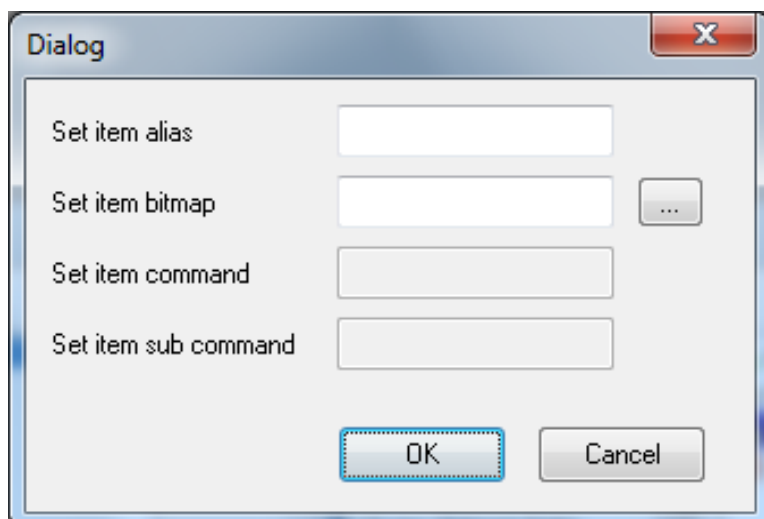 Dialog
Set item alias
Set item bitmap ...
Set item command
Set item sub command
OK Cancel